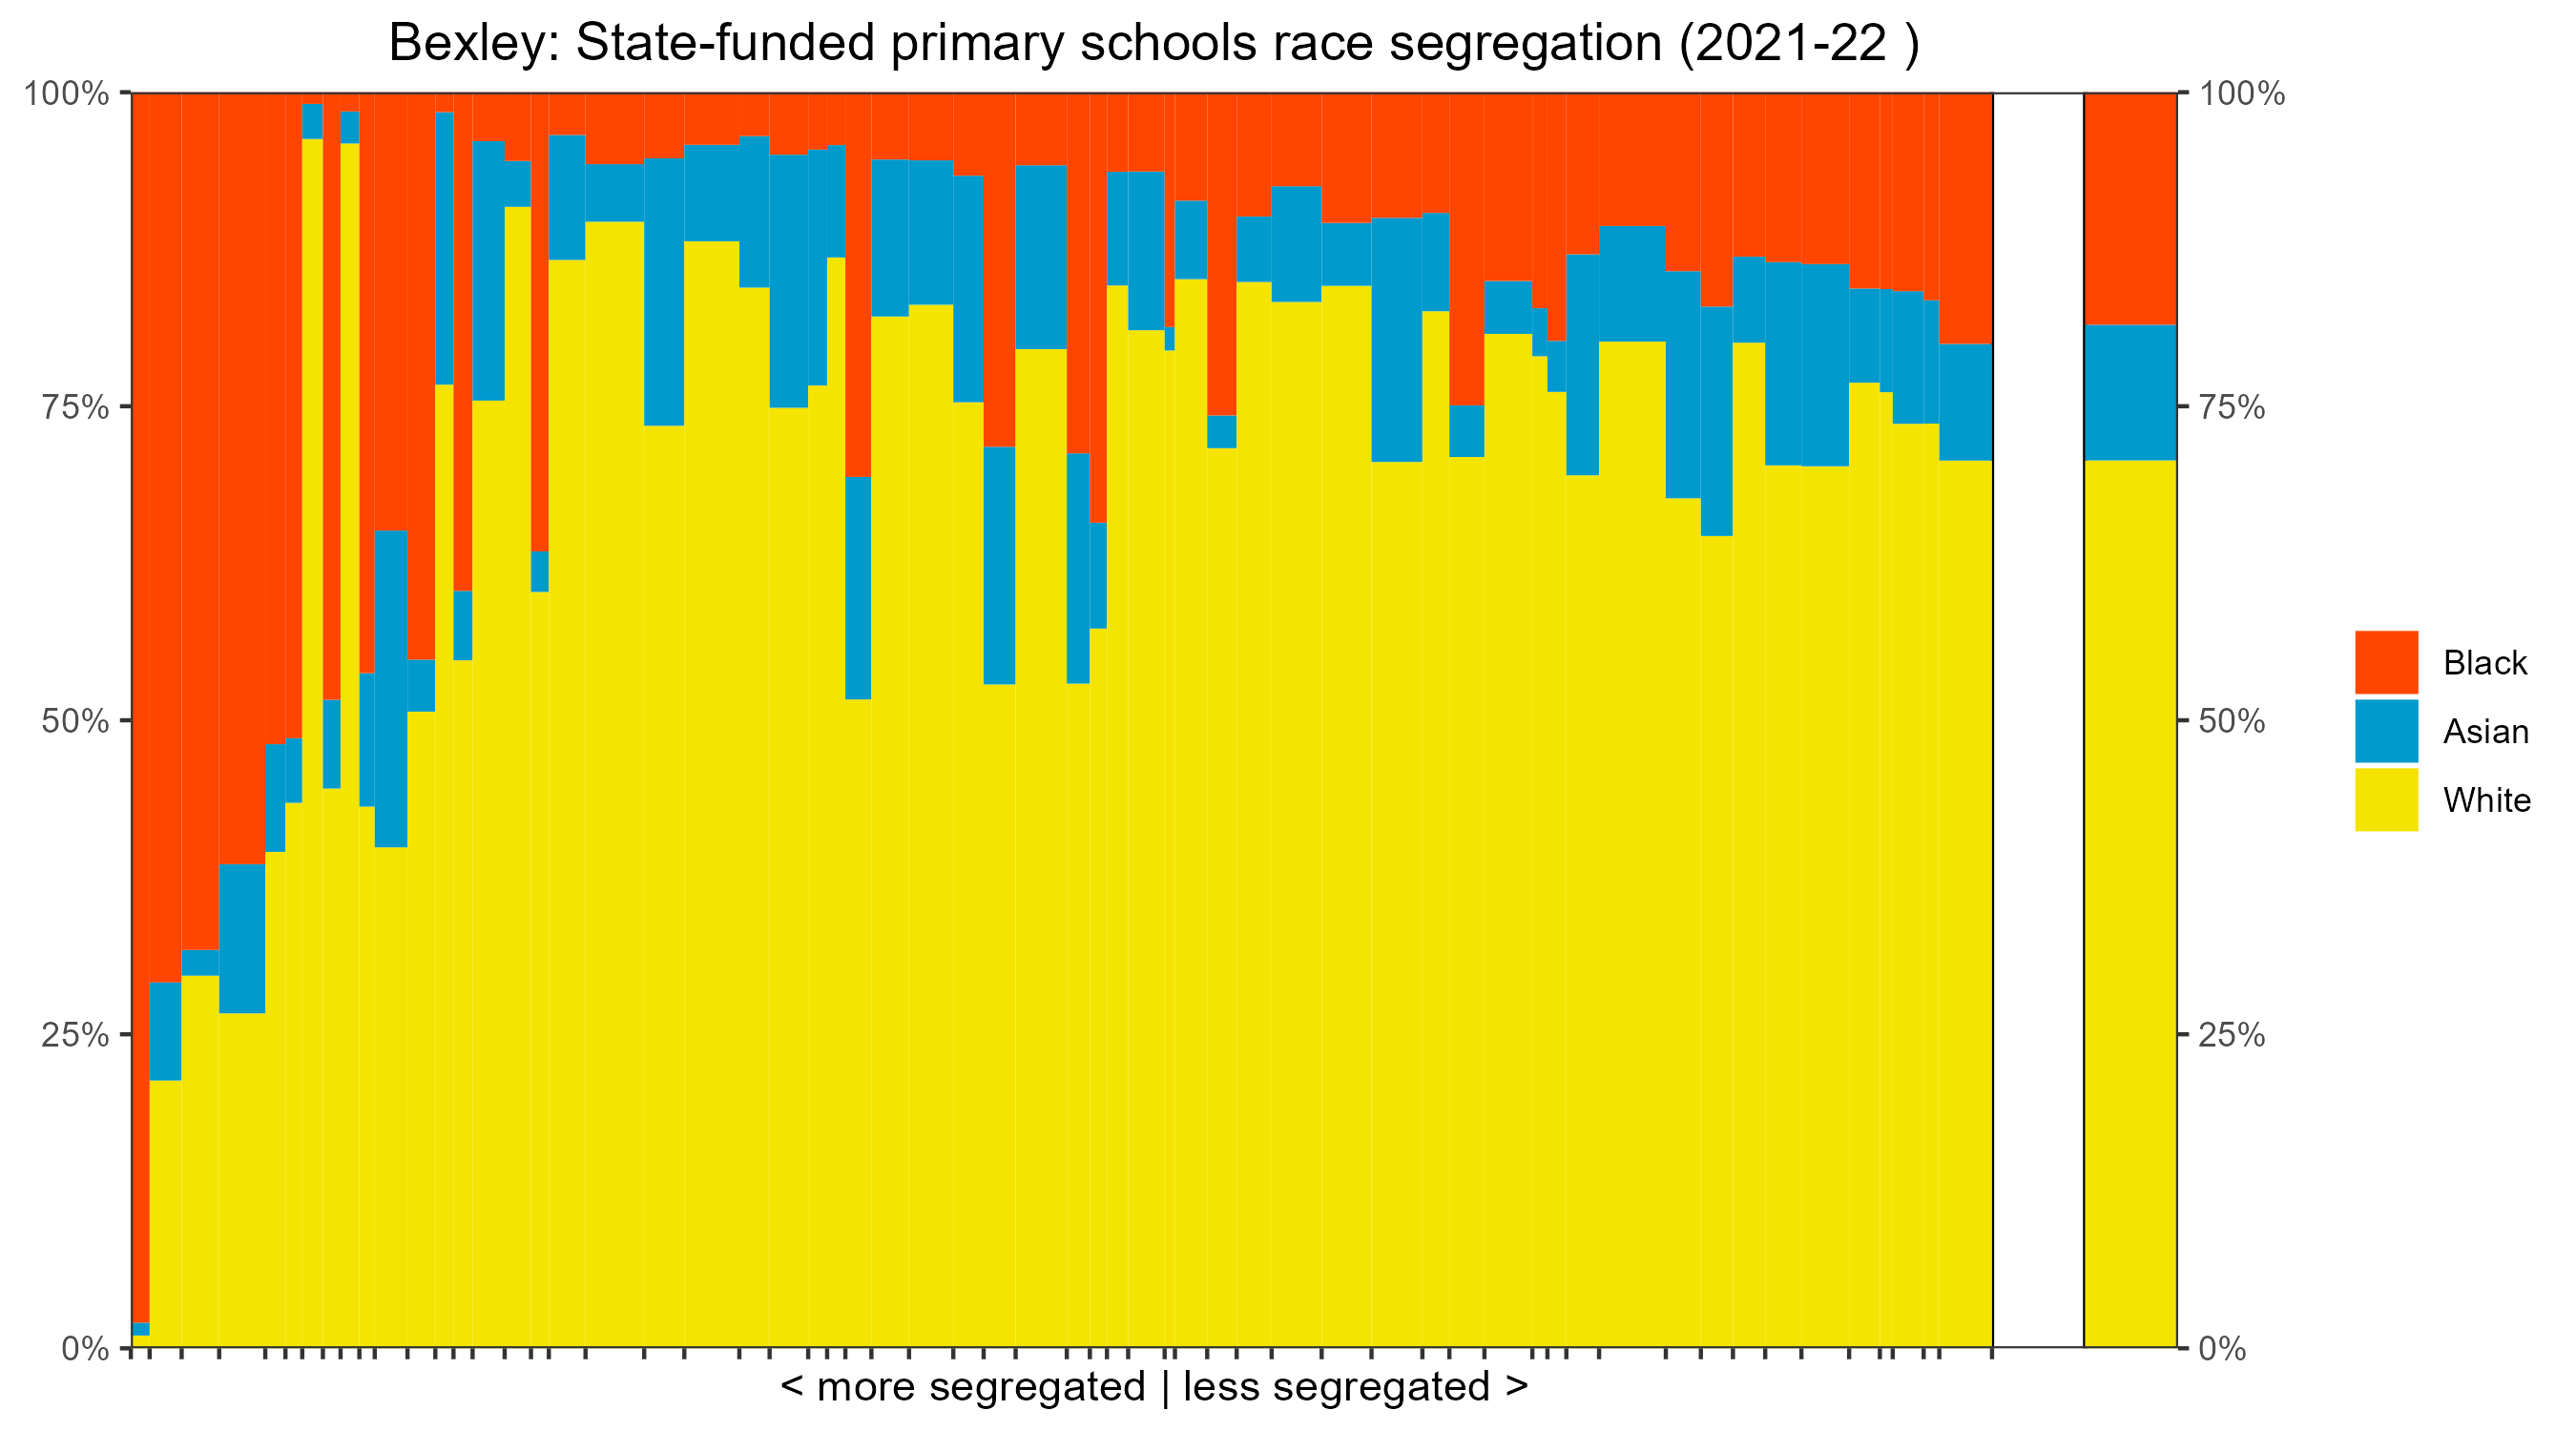 Bexley: State-funded primary schools race segregation (2021-22 )
100%
75%
50%
25%
0%
100%
75%
50%
25%
0%
Black
Asian
White
< more segregated | less segregated >